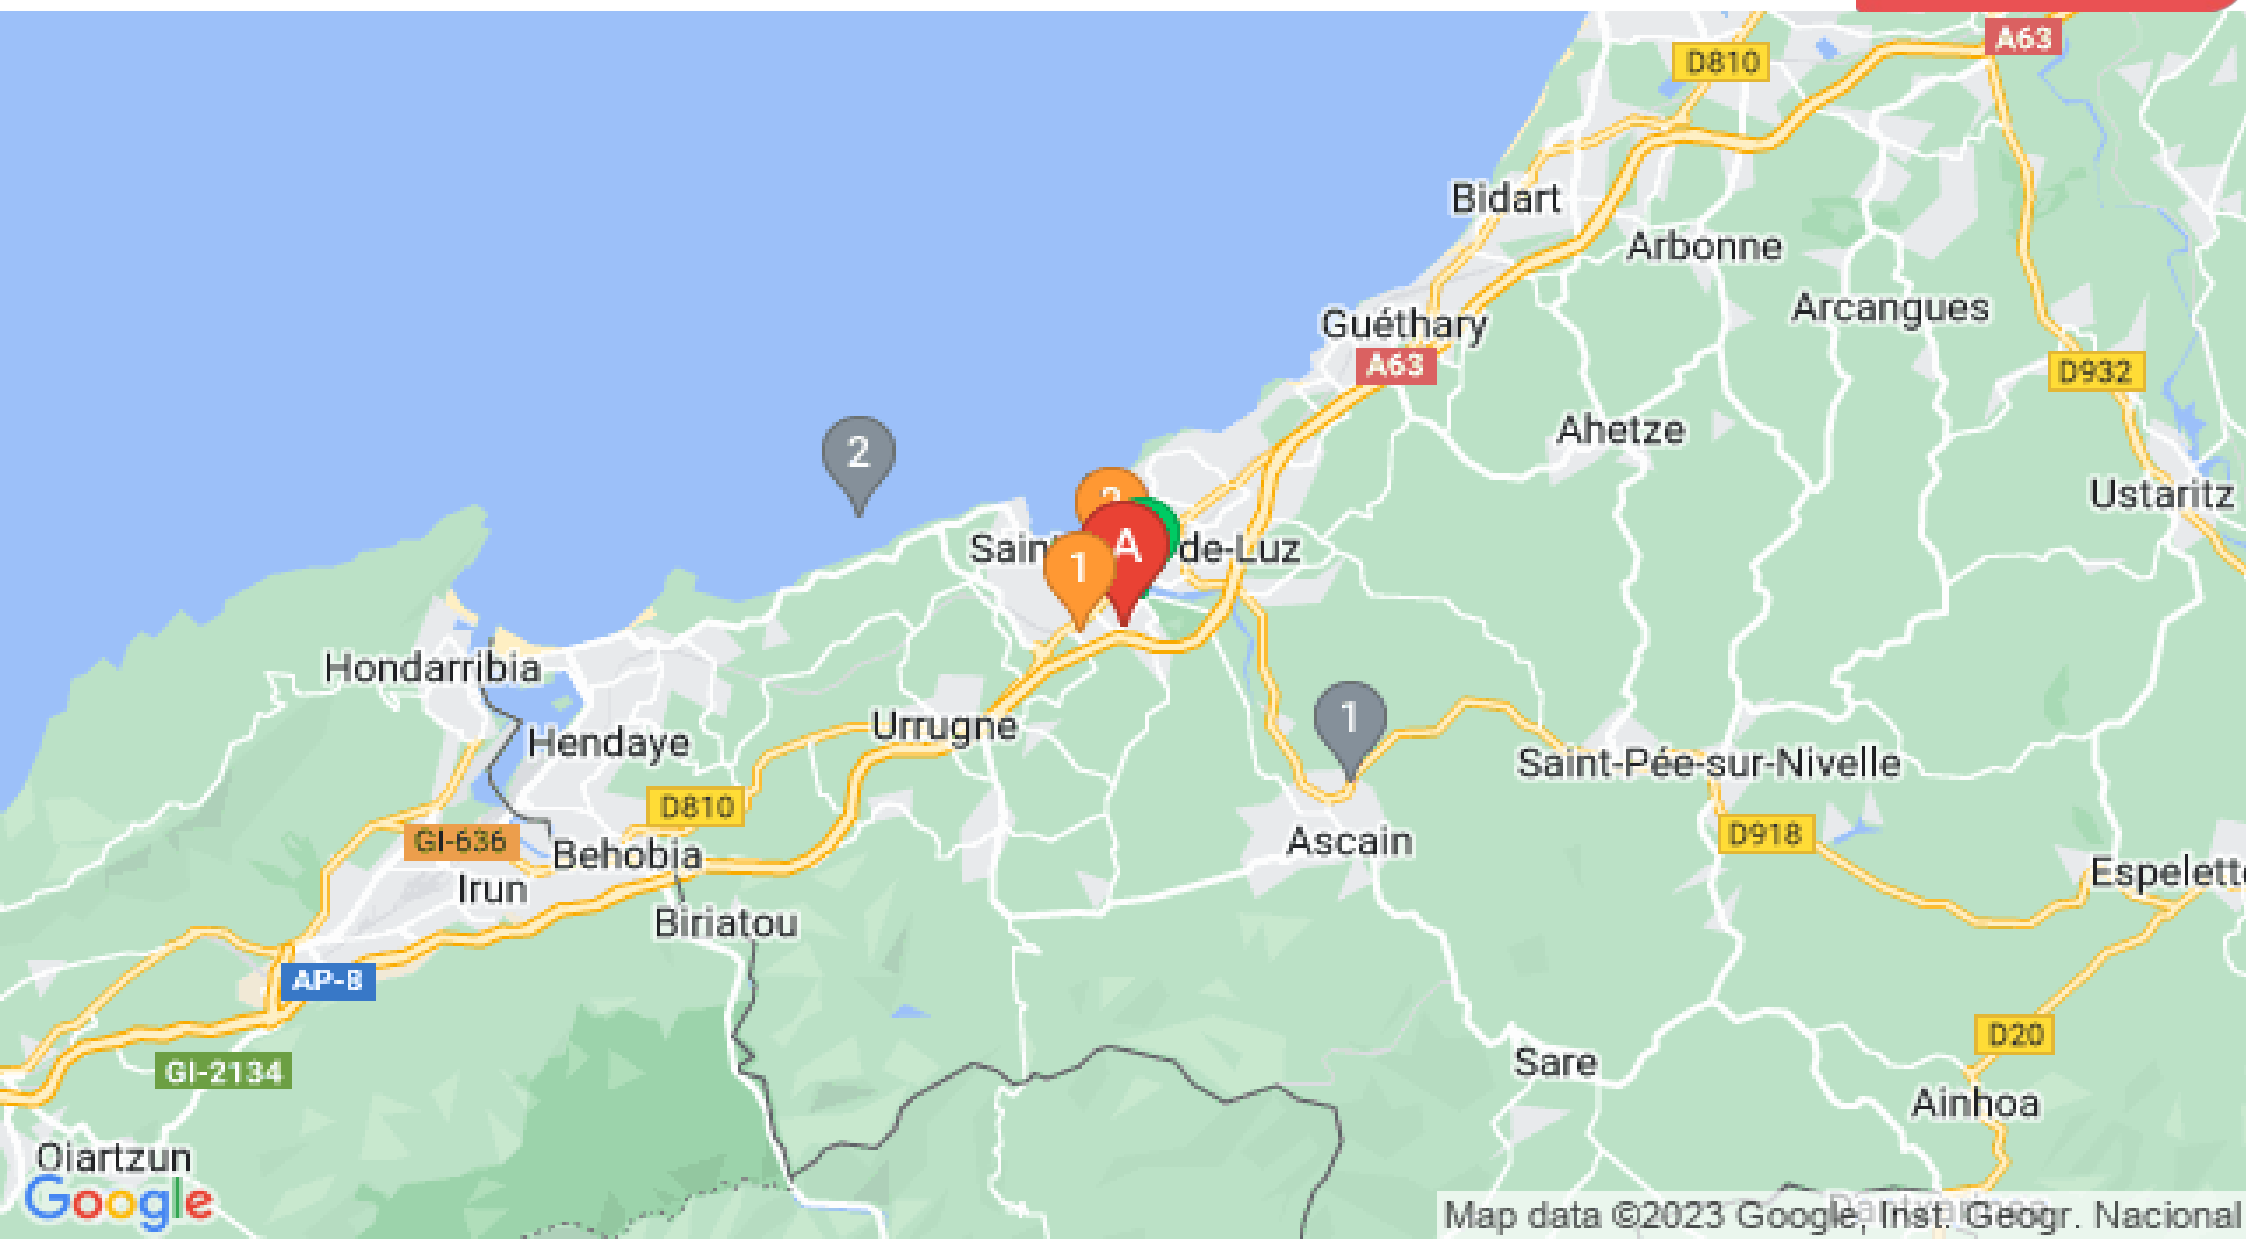 A63
D810
Bidart
Arbonne
Arcangues
Guéthary
A63
D932
Ahetze
2
Ustaritz
2
A
de-Luz
1
Hondarribia
1
Urrugne
Hendaye
Saint-Pée-sur-Nivelle
D810
D918
GI-636
Ascain
Behobia
Espelette
Irun
Biriatou
AP-8
D20
Sare
GI-2134
Ainhoa
Oiartzun
Google
Map data ©2023 Google, Inst. Geogr. Nacional